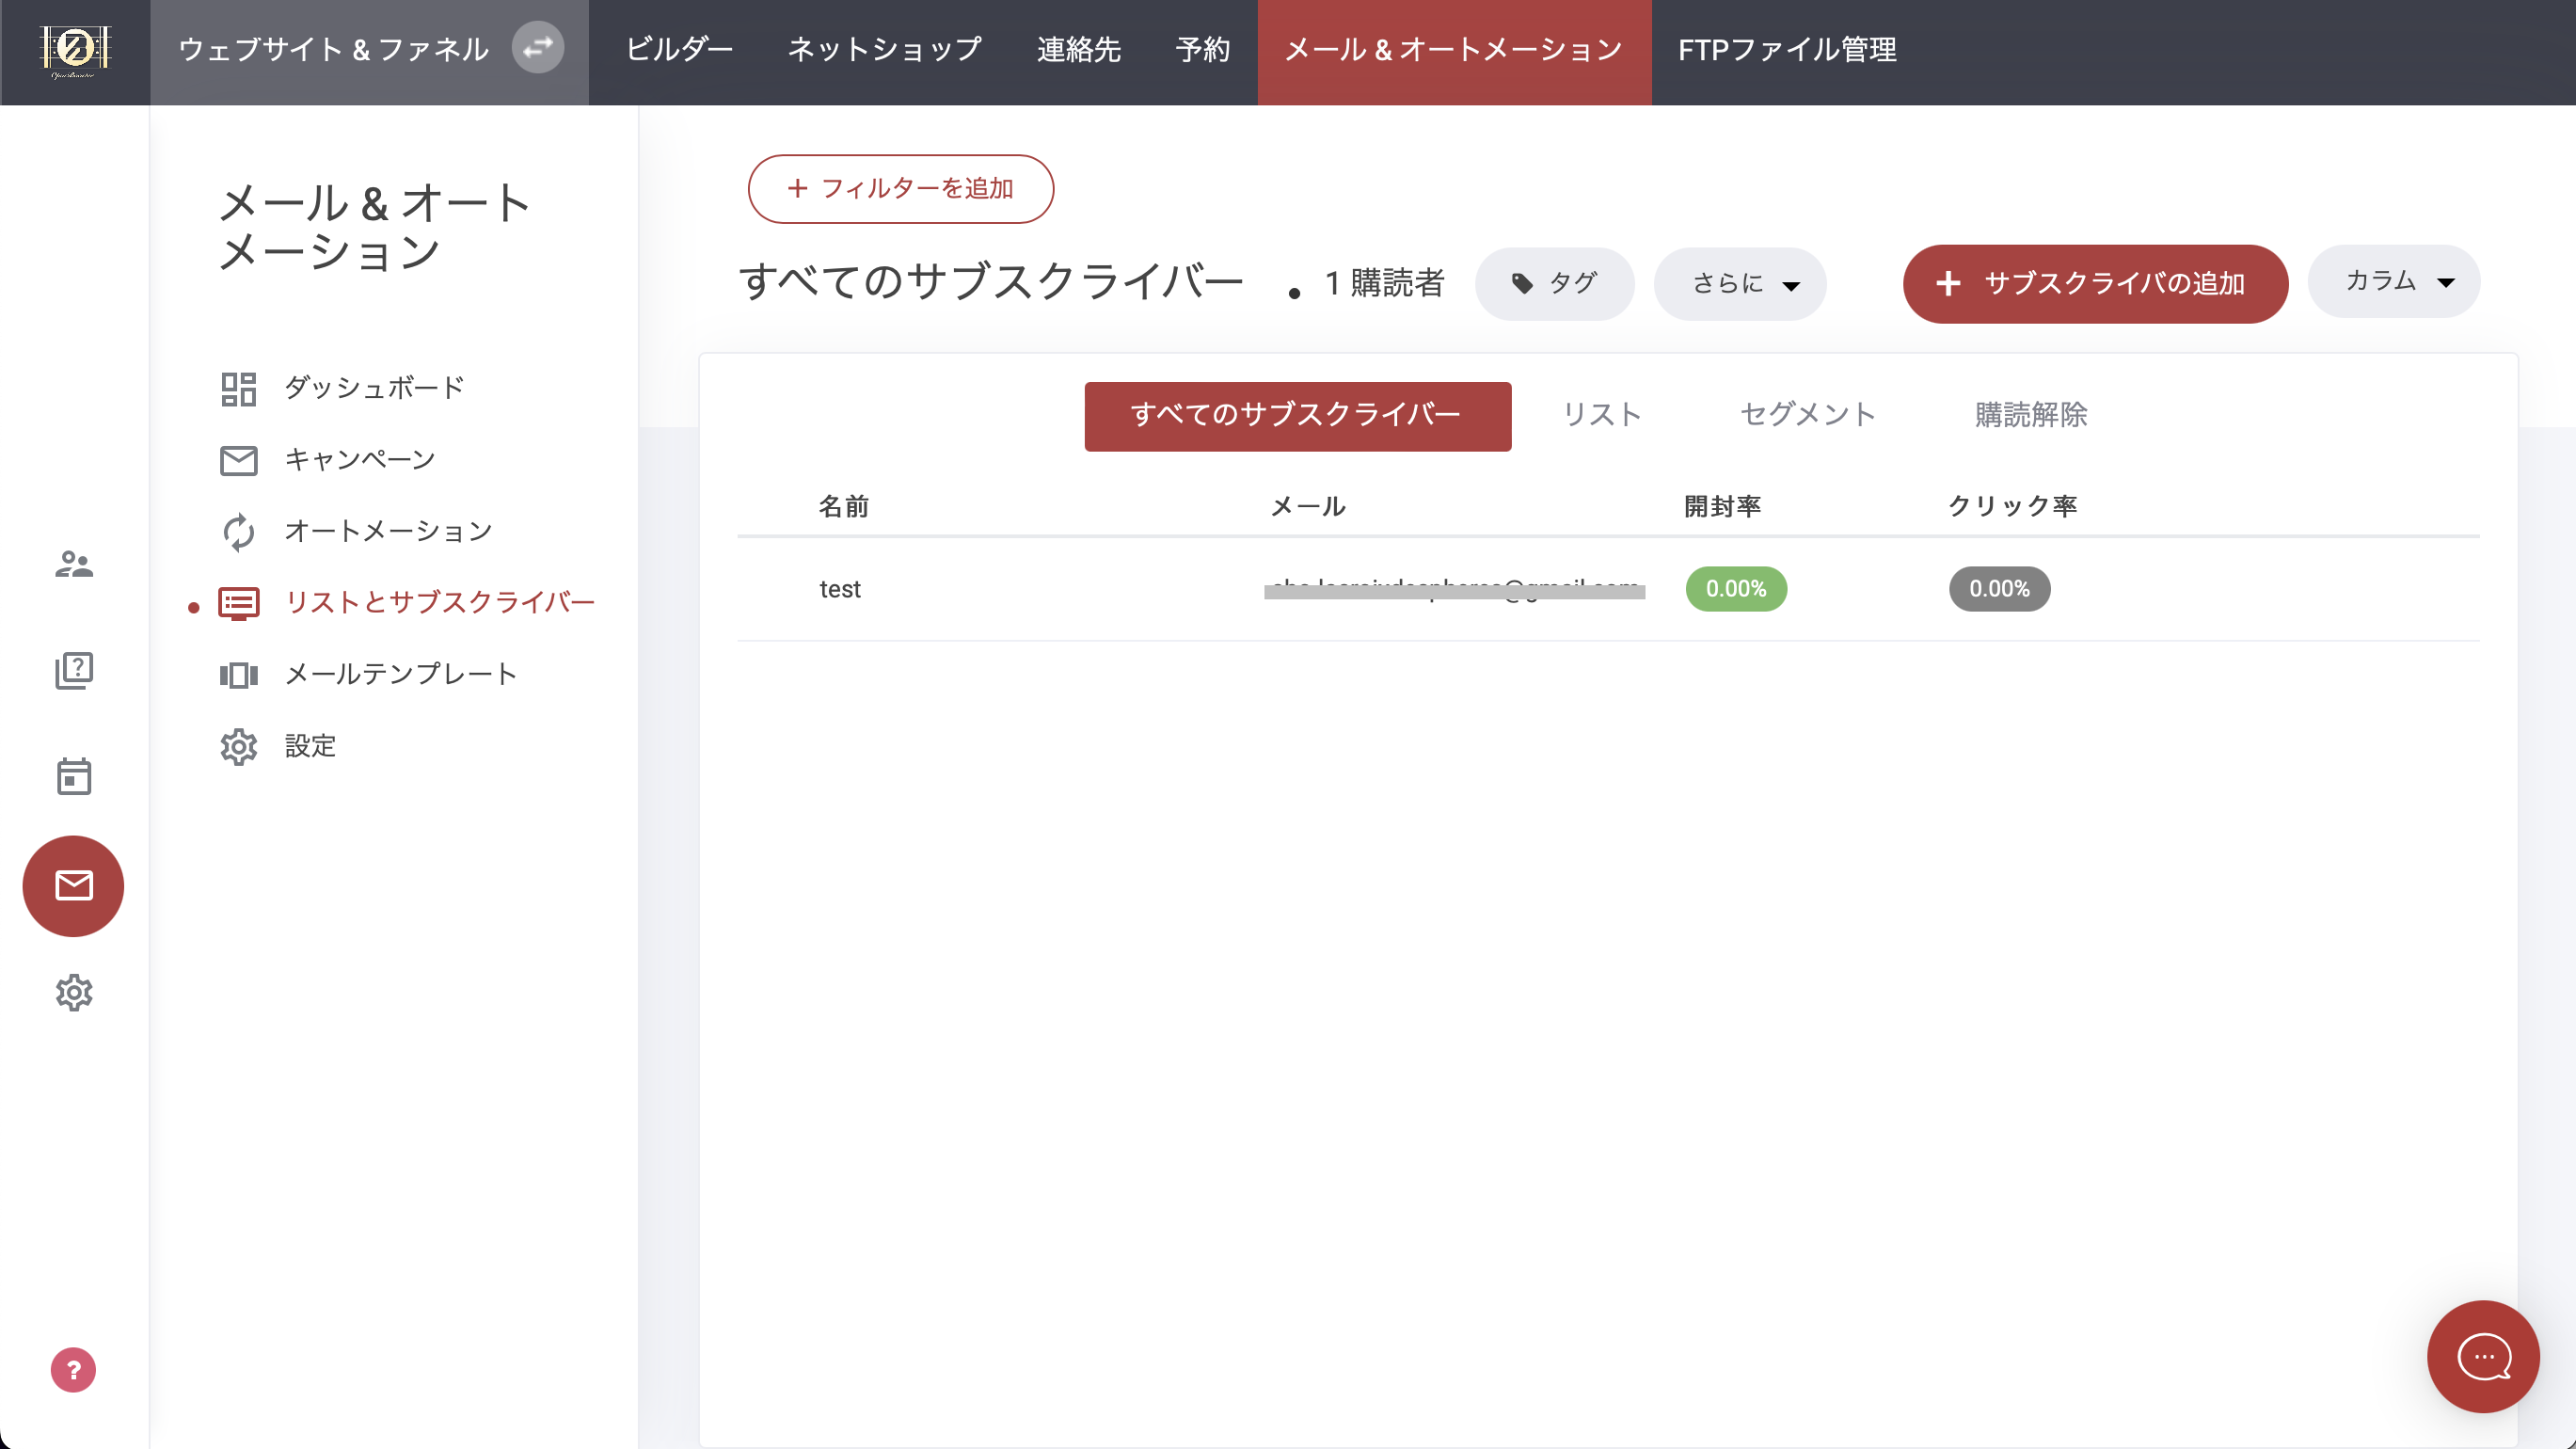 ウェブサイト & ファネル
ビルダー
ネットショップ
連絡先
予約
メール & オートメーション
FTPファイル管理
メール & オート
メーション
ダッシュボード
キャンペーン
オートメーション
リストとサブスクライバー
メールテンプレート
設定
+ フィルターを追加
すべてのサブスクライバー
1 購読者
タグ
さらに
+ サブスクライバの追加
カラム
すべてのサブスクライバー
リスト
セグメント
購読解除
名前 メール 開封率 クリック率
test 0.00% 0.00%
?